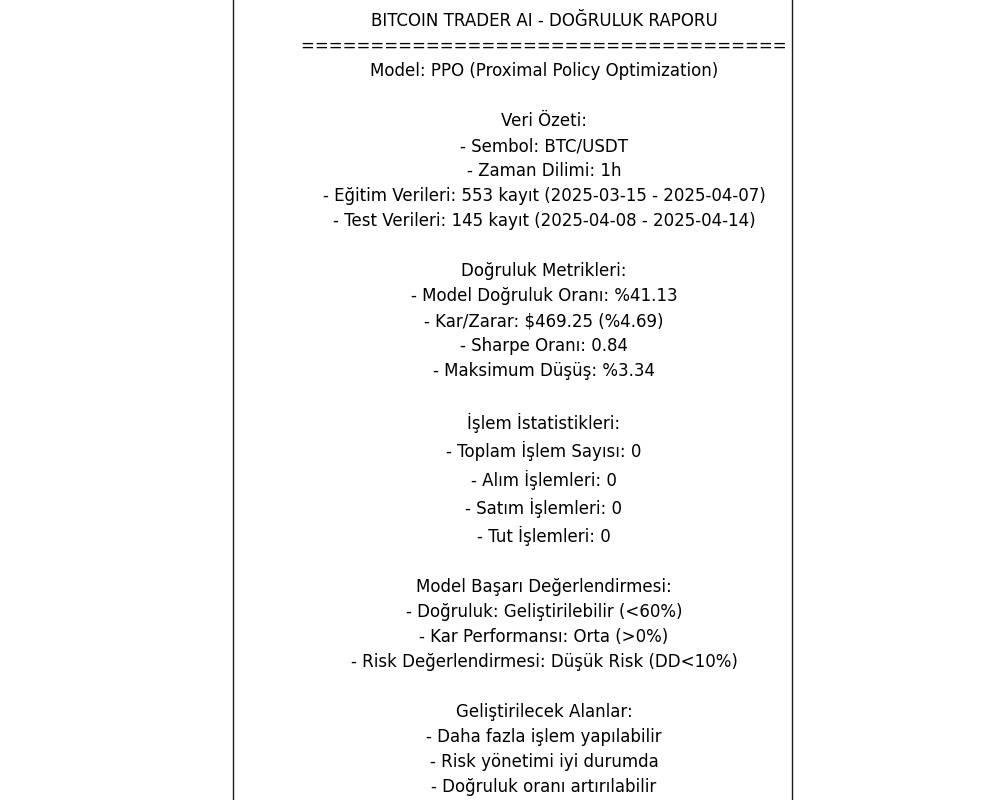 BITCOIN TRADER AI - DOĞRULUK RAPORU
===================================
Model: PPO (Proximal Policy Optimization)
Veri Özeti:
- Sembol: BTC/USDT
- Zaman Dilimi: 1h
- Eğitim Verileri: 553 kayıt (2025-03-15 - 2025-04-07)
- Test Verileri: 145 kayıt (2025-04-08 - 2025-04-14)
Doğruluk Metrikleri:
- Model Doğruluk Oranı: %41.13
- Kar/Zarar: $469.25 (%4.69)
- Sharpe Oranı: 0.84
- Maksimum Düşüş: %3.34
İşlem İstatistikleri:
- Toplam İşlem Sayısı: 0
- Alım İşlemleri: 0
- Satım İşlemleri: 0
- Tut İşlemleri: 0
Model Başarı Değerlendirmesi:
- Doğruluk: Geliştirilebilir (<60%)
- Kar Performansı: Orta (>0%)
- Risk Değerlendirmesi: Düşük Risk (DD<10%)
Geliştirilecek Alanlar:
- Daha fazla işlem yapılabilir
- Risk yönetimi iyi durumda
- Doğruluk oranı artırılabilir